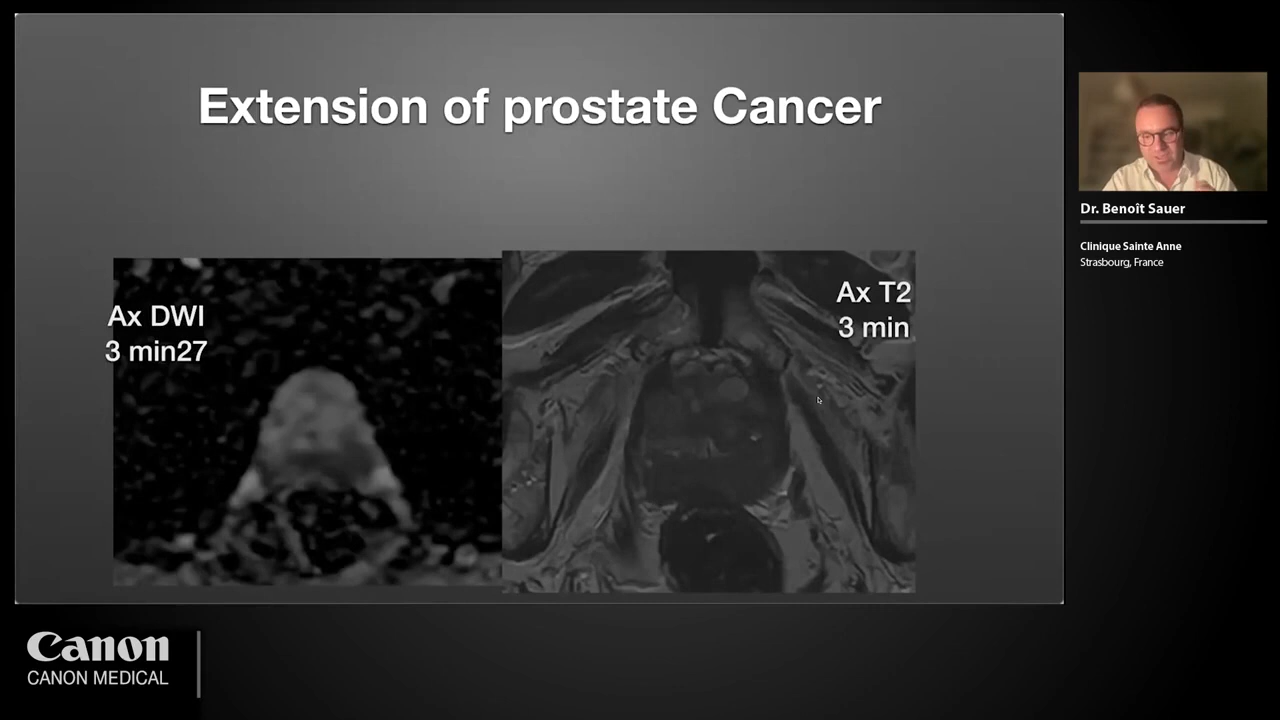 Extension of prostate Cancer
Ax DWI
3 min27
Ax T2
3 min
Dr. Benoît Sauer
Clinique Sainte Anne
Strasbourg, France
Canon
CANON MEDICAL